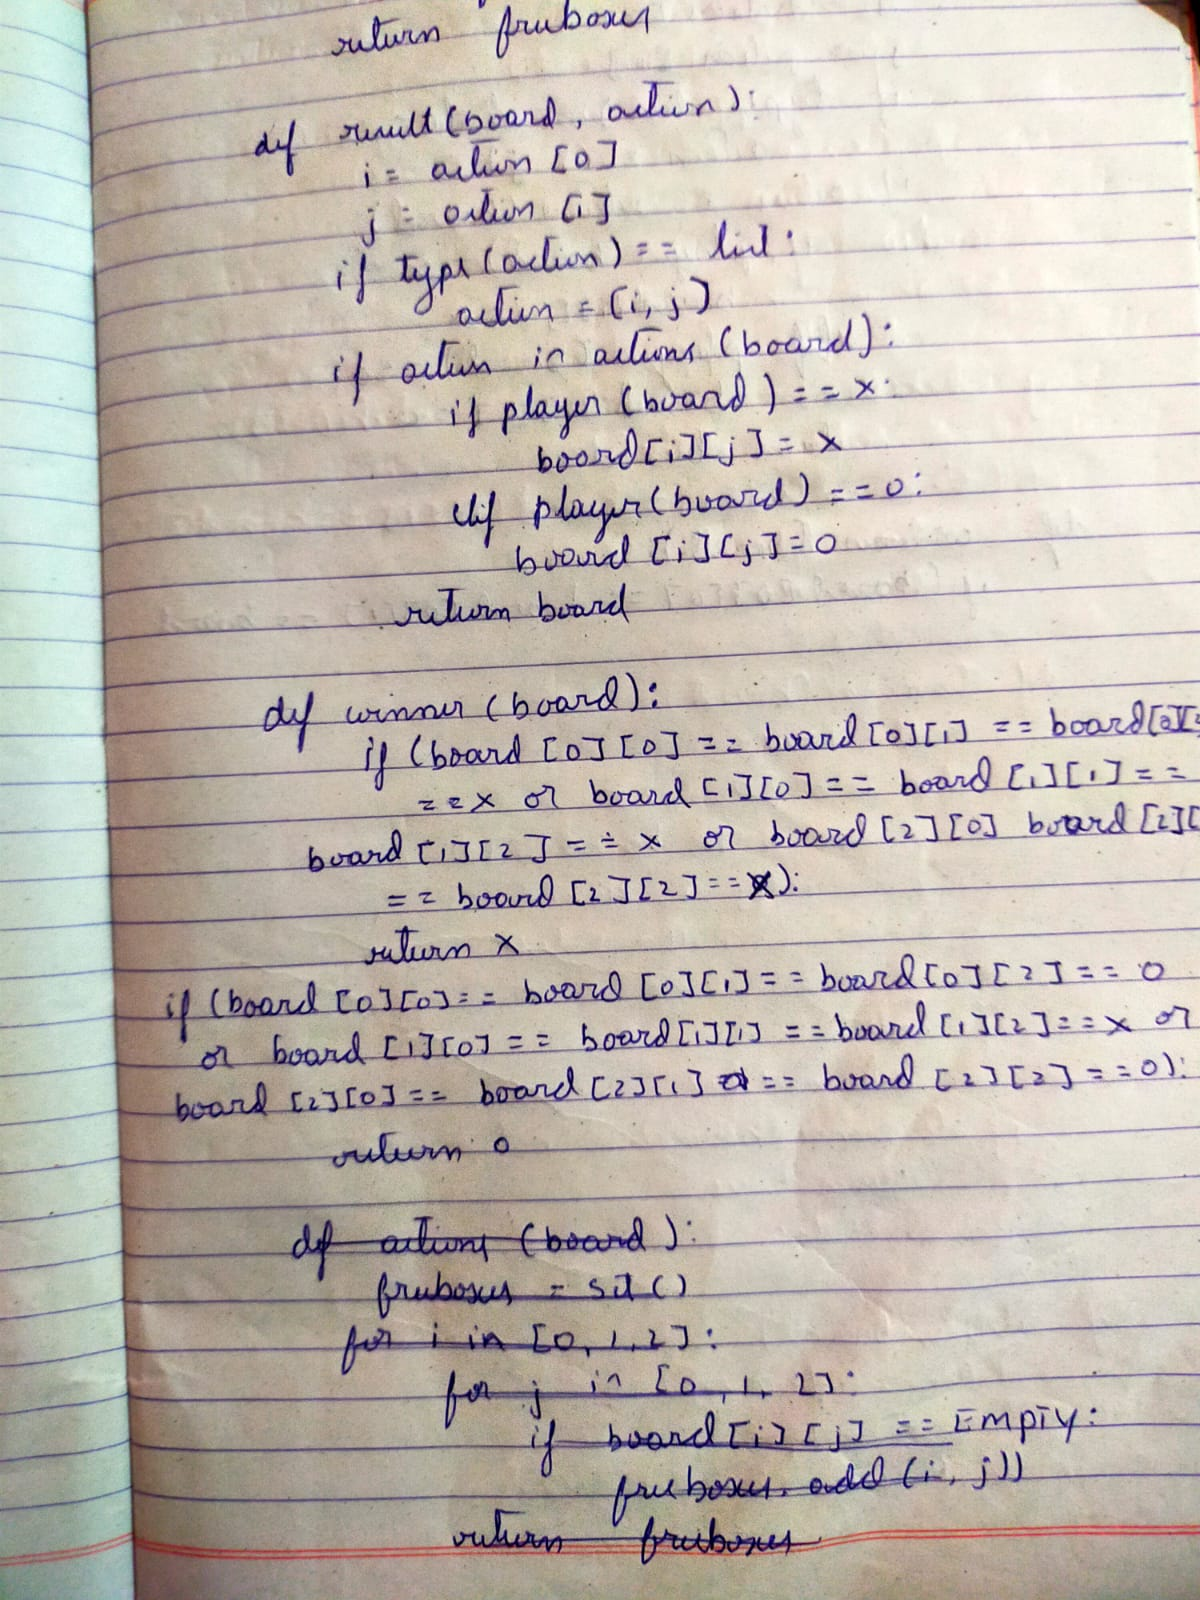 return freeboxes
def result(board, action):
i = action [0]
j = action [1]
if type(action) == list:
action = (i, j)
if action in actions (board):
if player (board) == X:
board[i][j] = X
elif player(board) == 0:
board [i][j] = 0
return board
def winner (board):
if (board [0][0] == board[0][1] == board[0][2
== X or board [1][0] == board [1][1] ==
board [1][2] == X or board [2][0] board [2][
== board [2][2] == X):
return X
if (board [0][0] == board [0][1] == board[0][2] == 0
or board [1][0] == board[1][1] == board [1][2] == X or
board [2][0] == board [2][1] == board [2][2] == 0):
return 0
def actions (board):
freeboxes = set()
for i in [0, 1, 2]:
for j in [0, 1, 2]:
if board[i][j] == Empty:
freeboxes. add (i, j))
return freeboxes